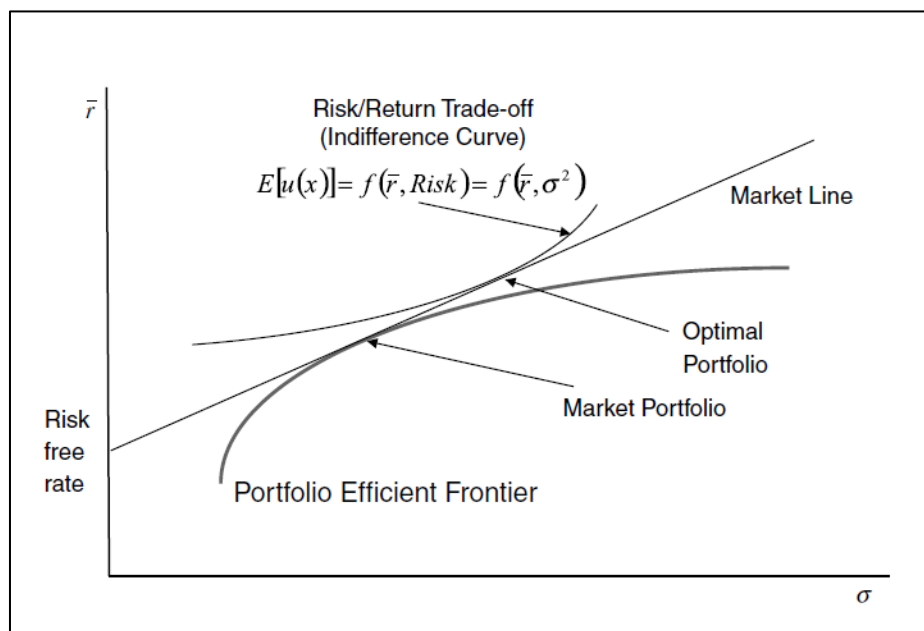 r̄
Risk/Return Trade-off
(Indifference Curve)
E[u(x)]= f(r̄, Risk)= f(r̄,σ²)
Market Line
Optimal
Portfolio
Market Portfolio
Risk
free
rate
Portfolio Efficient Frontier
σ